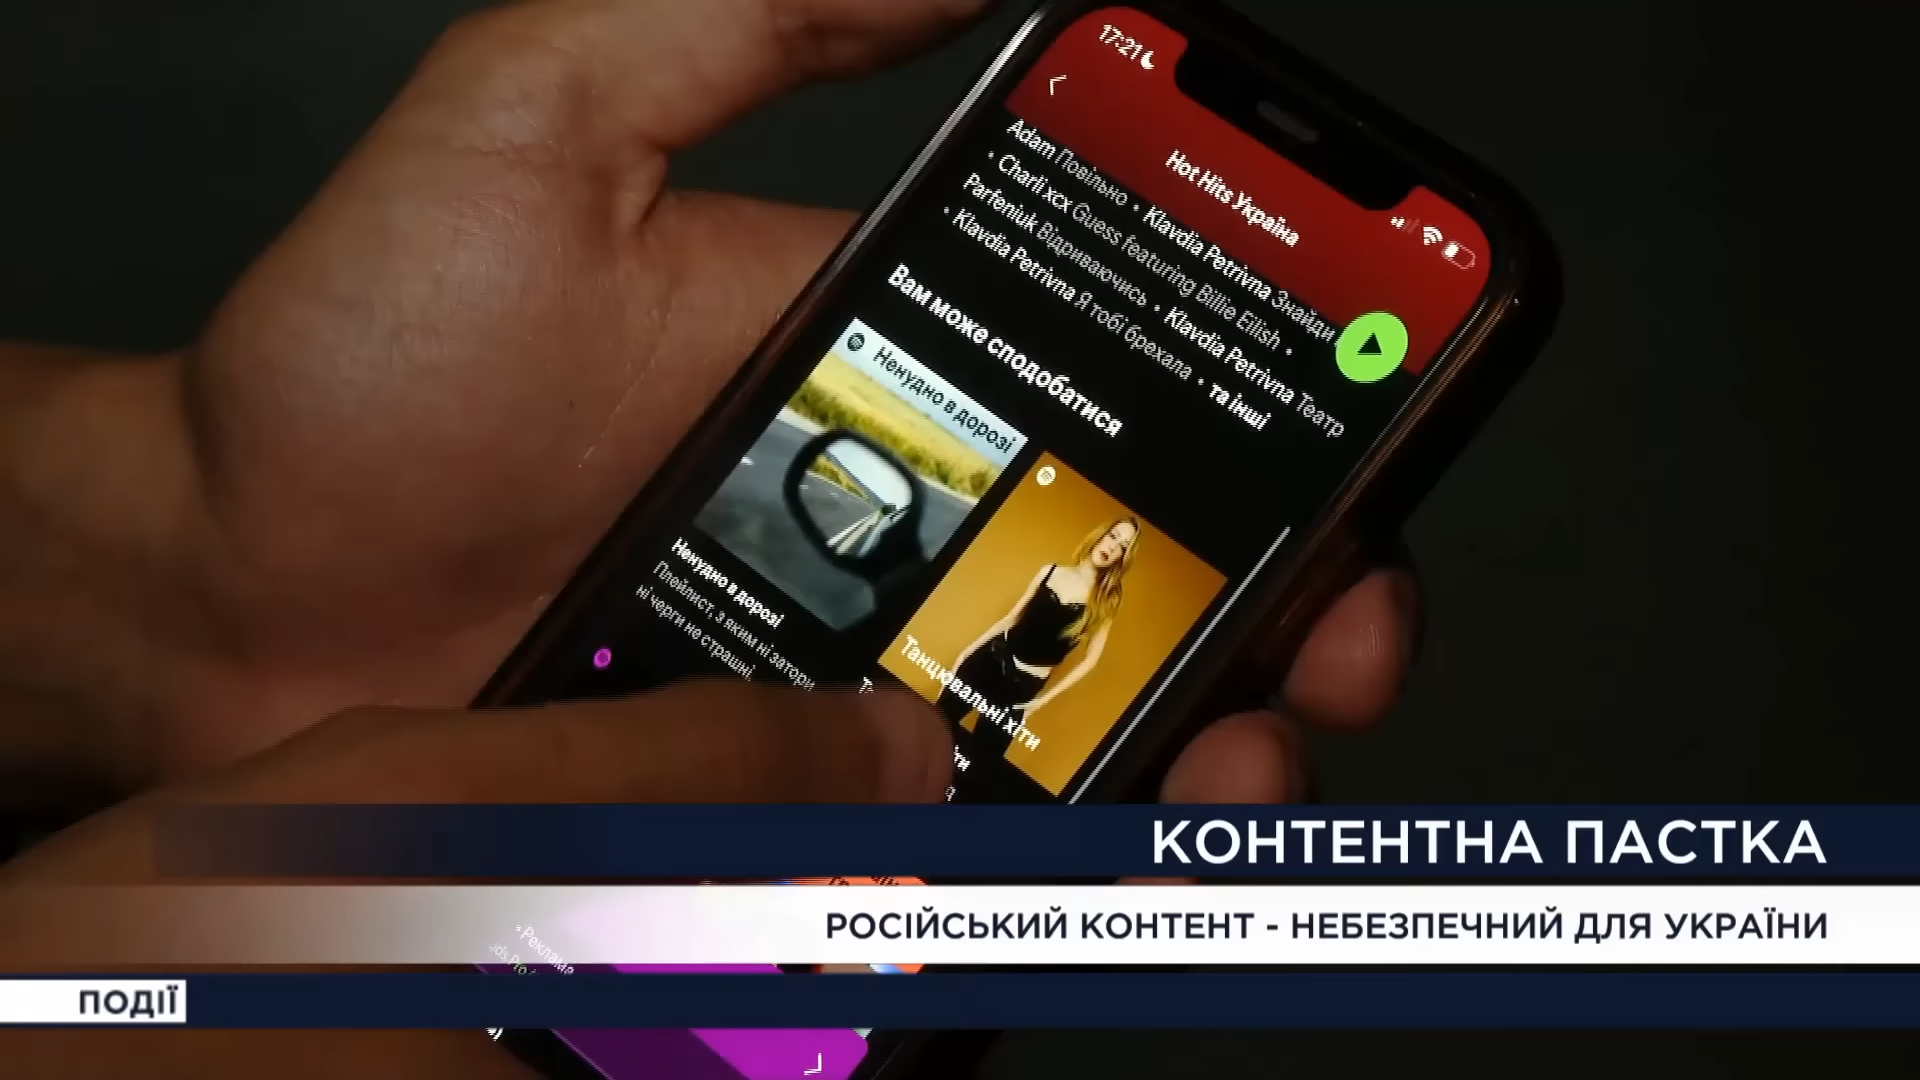 17:21
Hot Hits Україна
Adam Повільно • Klavdia Petrivna Знайди
• Charli xcx Guess featuring Billie Eilish •
Parfeniuk Відриваючись • Klavdia Petrivna Театр
• Klavdia Petrivna Я тобі брехала • та інші
Вам може сподобатися
Ненудно в дорозі
Ненудно в дорозі
Плейлист, з яким ні затори
ні черги не страшні.
Танцювальні хіти
КОНТЕНТНА ПАСТКА
РОСІЙСЬКИЙ КОНТЕНТ - НЕБЕЗПЕЧНИЙ ДЛЯ УКРАЇНИ
• Реклама
ПОДІЇ